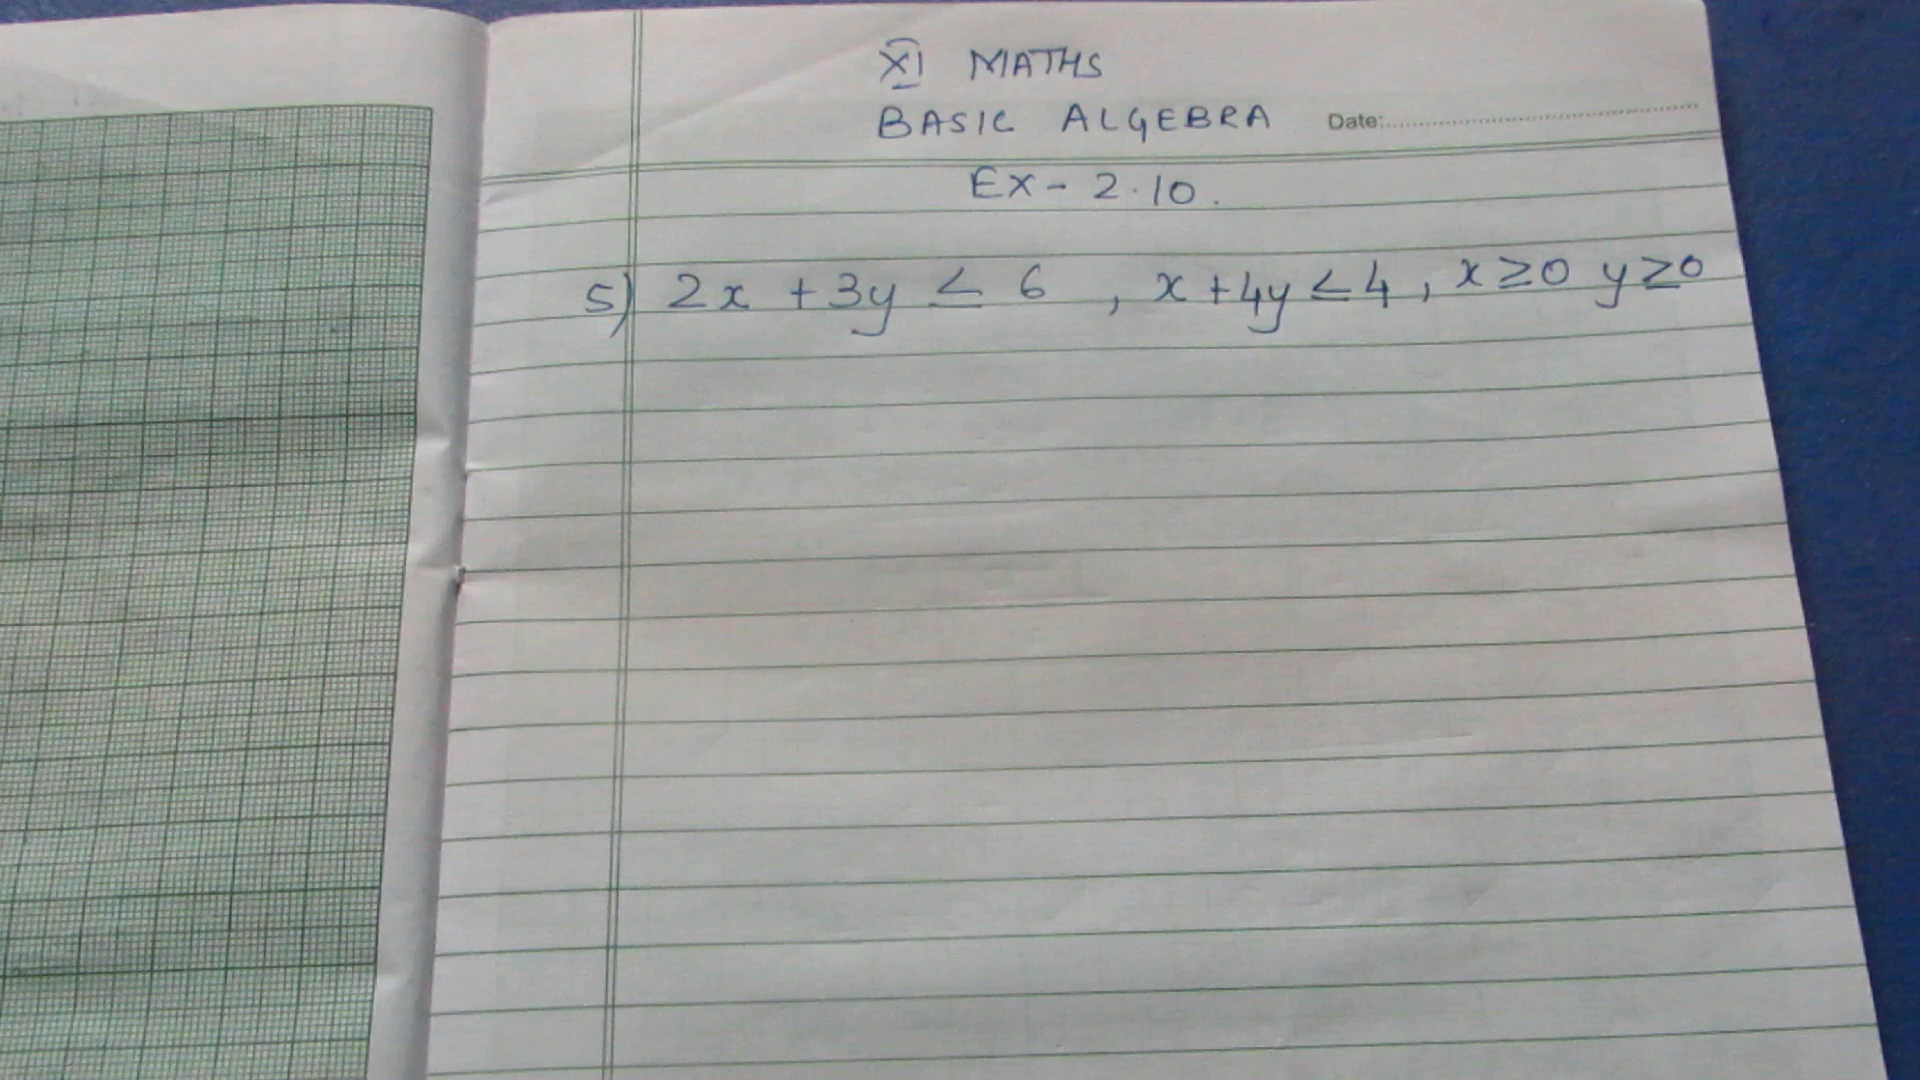 XI MATHS
BASIC ALGEBRA Date:
EX - 2.10.
5) 2x + 3y ≤ 6 , x + 4y ≤ 4 , x ≥ 0 y ≥ 0